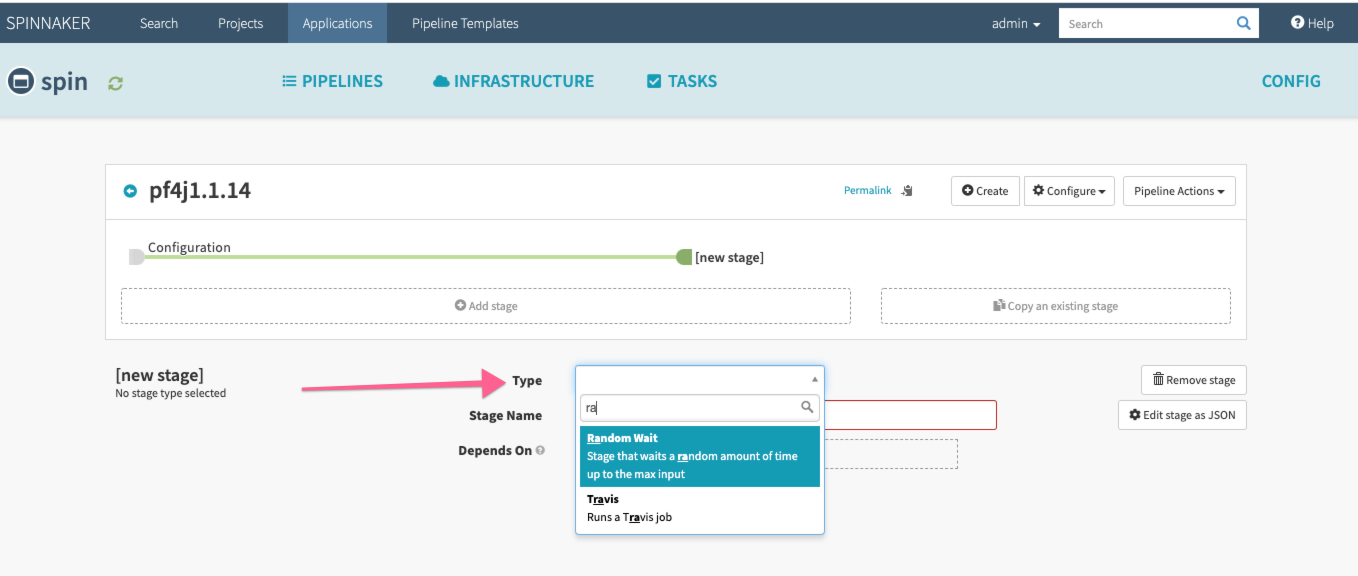 SPINNAKER Search Projects Applications Pipeline Templates admin Search Help
spin PIPELINES INFRASTRUCTURE TASKS CONFIG
pf4j1.1.14 Permalink Create Configure Pipeline Actions
Configuration
[new stage]
Add stage Copy an existing stage
[new stage] Type Remove stage
No stage type selected
ra
Stage Name Edit stage as JSON
Random Wait
Depends On
Stage that waits a random amount of time
up to the max input
Travis
Runs a Travis job